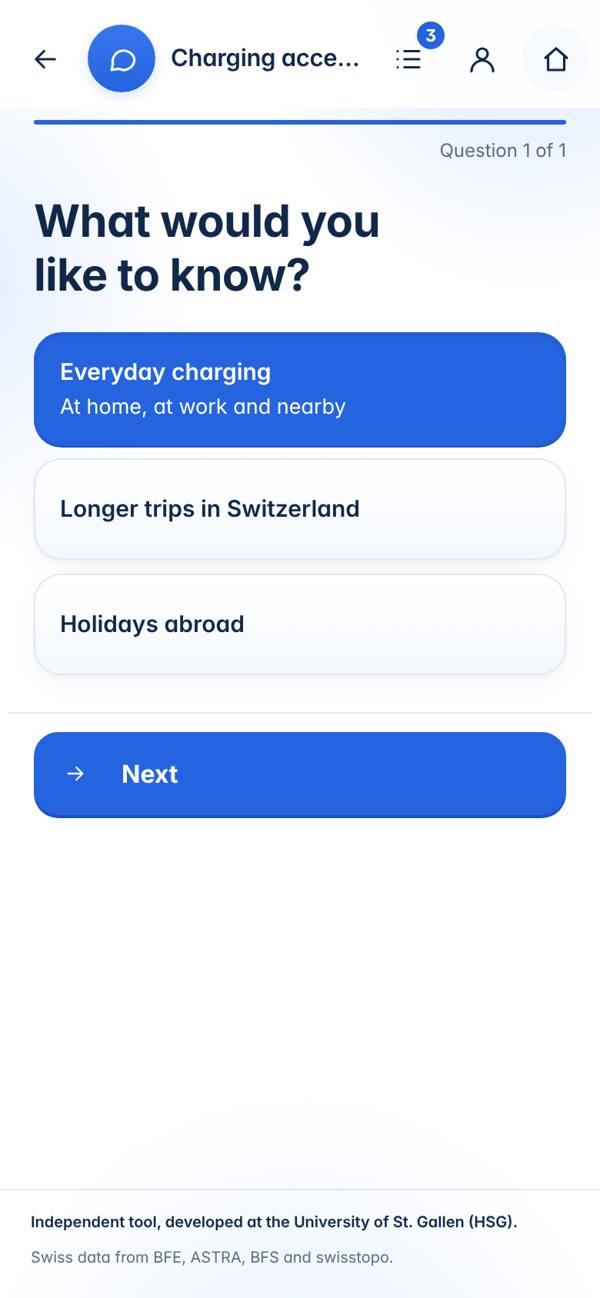 Charging acce...
3
Question 1 of 1
What would you
like to know?
Everyday charging
At home, at work and nearby
Longer trips in Switzerland
Holidays abroad
Next
Independent tool, developed at the University of St. Gallen (HSG).
Swiss data from BFE, ASTRA, BFS and swisstopo.